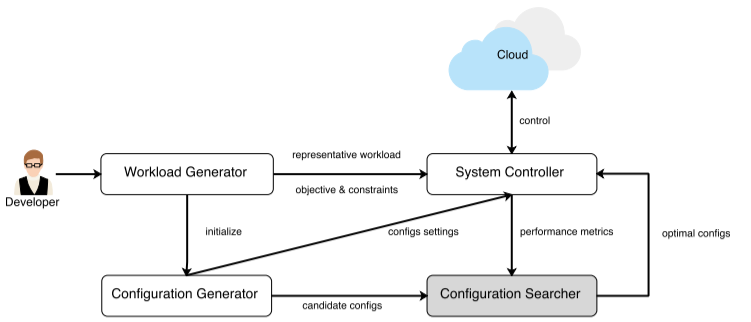 Cloud
control
representative workload
Workload Generator
System Controller
objective & constraints
Developer
initialize
configs settings
performance metrics
optimal configs
Configuration Generator
Configuration Searcher
candidate configs